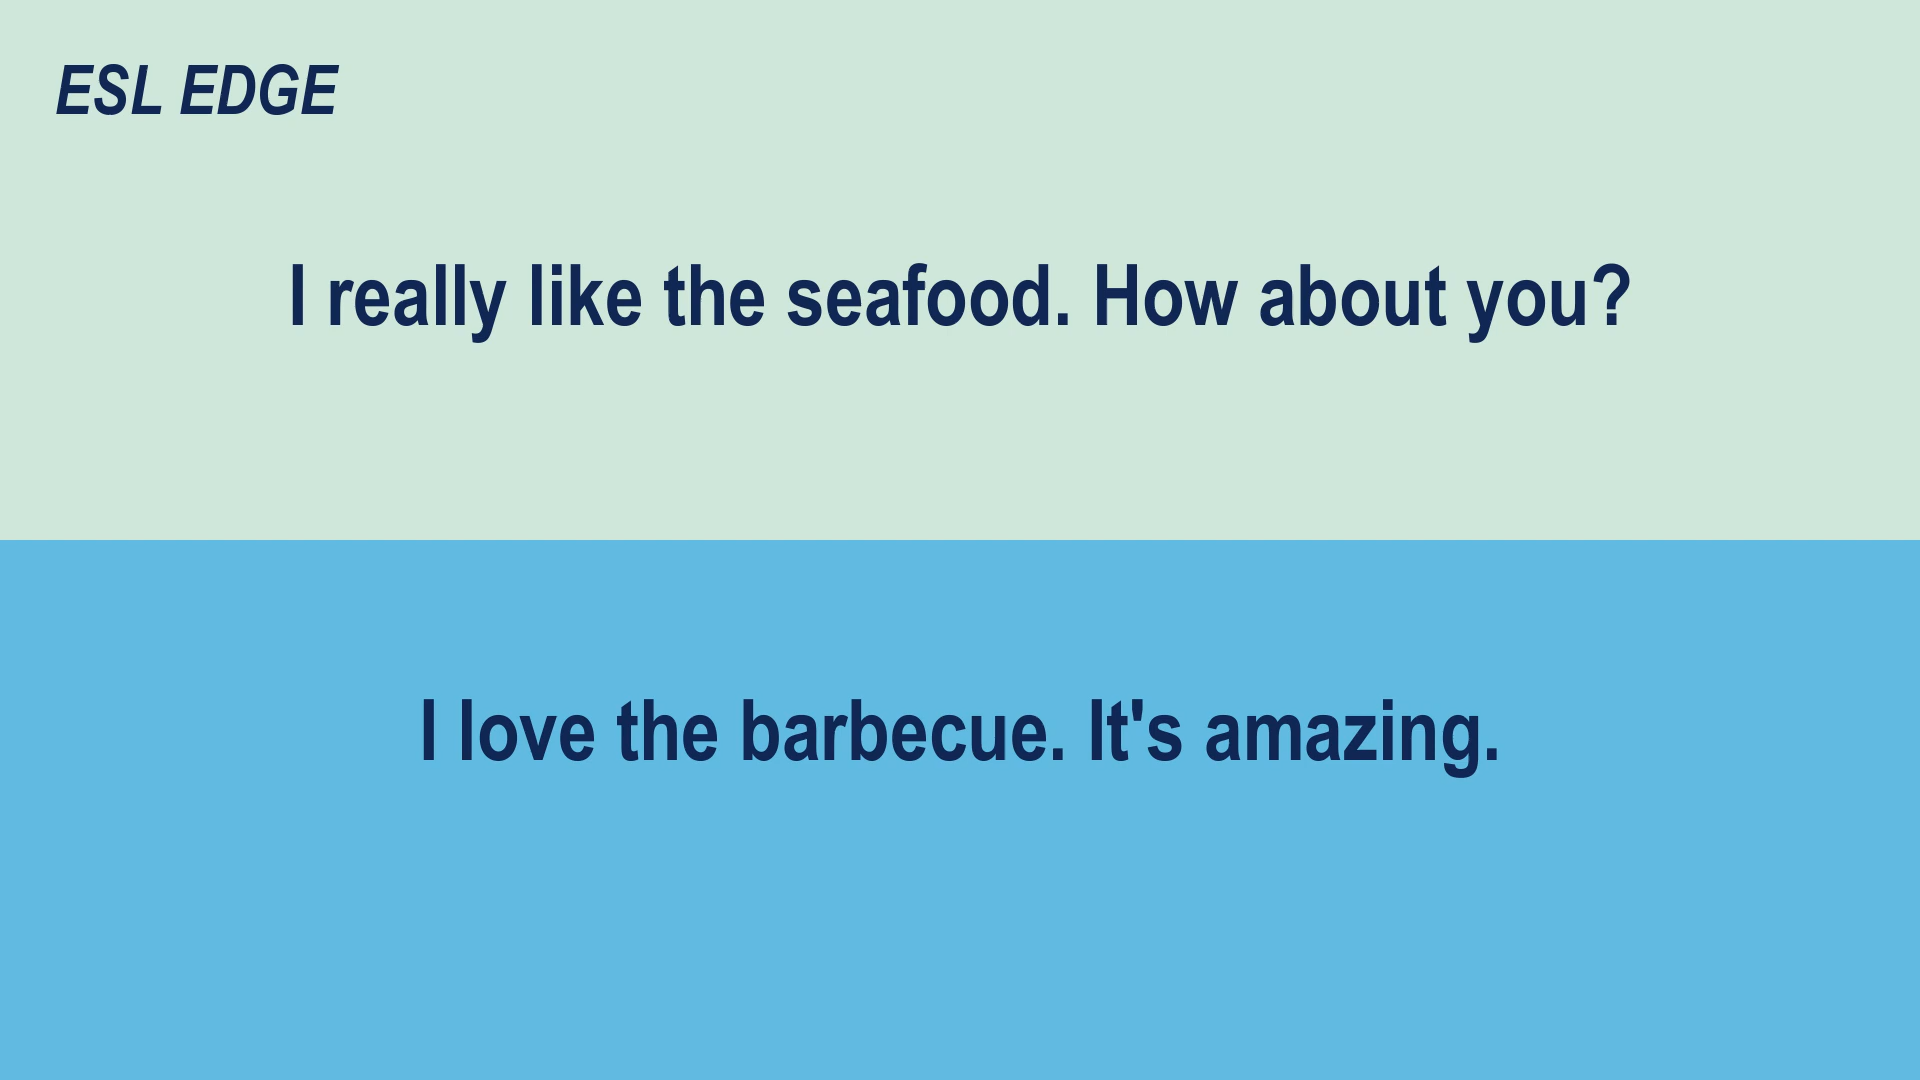 ESL EDGE
I really like the seafood. How about you?
I love the barbecue. It's amazing.